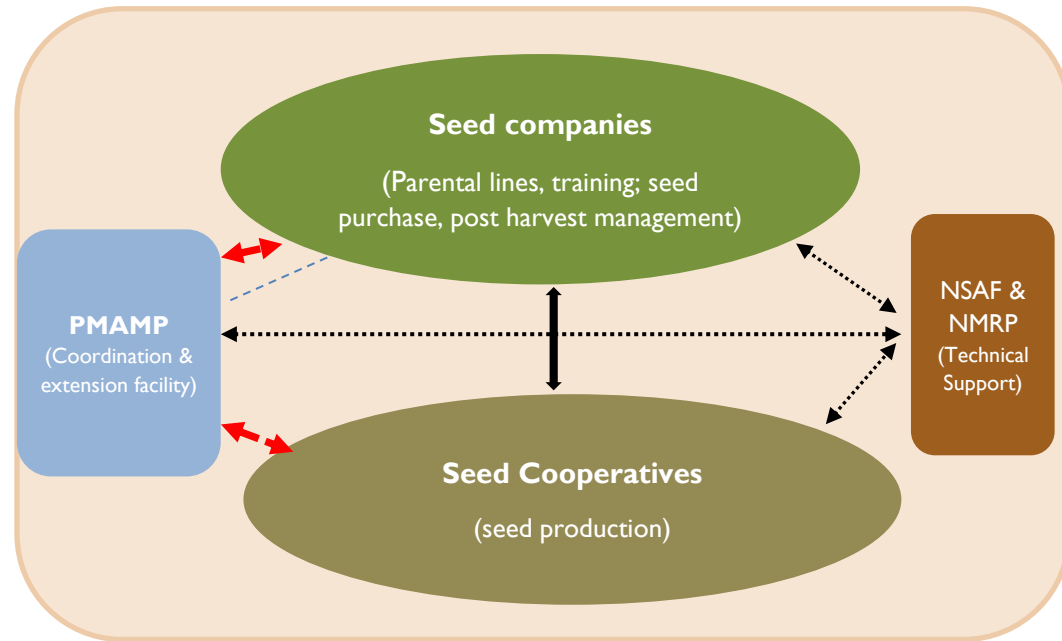 Seed companies
(Parental lines, training; seed
purchase, post harvest management)
PMAMP
(Coordination &
extension facility)
NSAF &
NMRP
(Technical
Support)
Seed Cooperatives
(seed production)